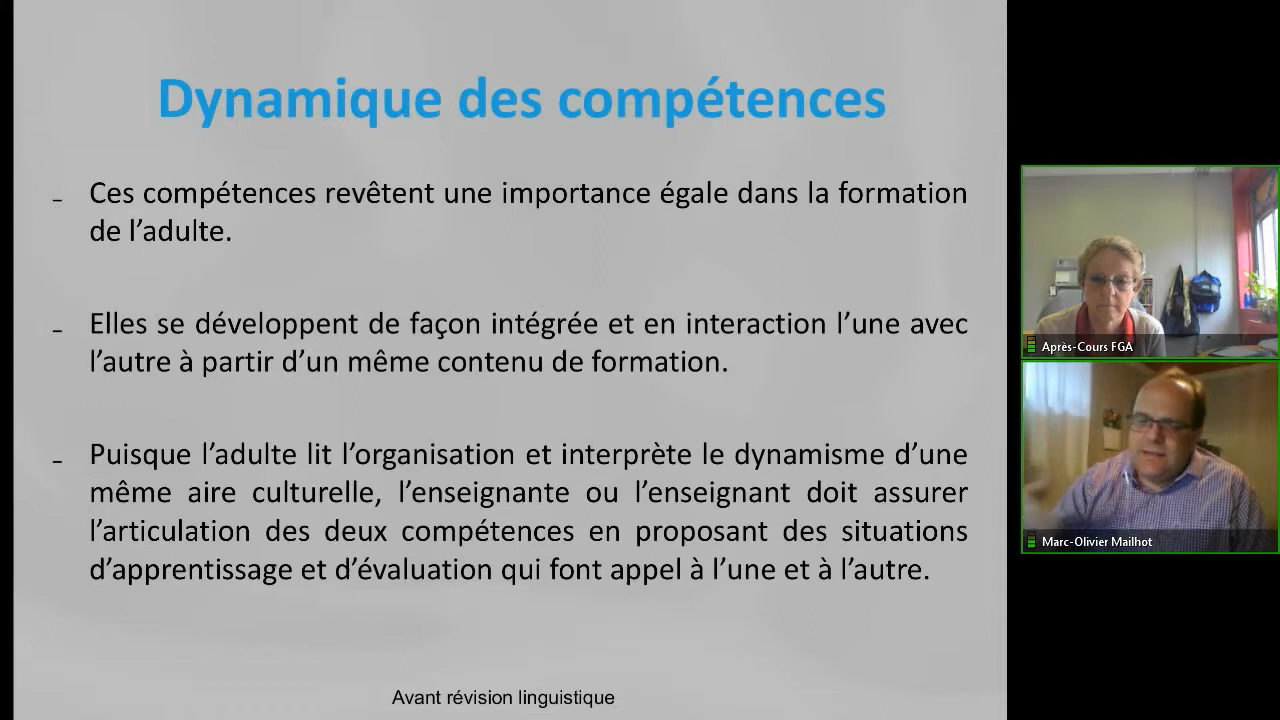 Dynamique des compétences
- Ces compétences revêtent une importance égale dans la formation
de l’adulte.
- Elles se développent de façon intégrée et en interaction l’une avec
l’autre à partir d’un même contenu de formation.
- Puisque l’adulte lit l’organisation et interprète le dynamisme d’une
même aire culturelle, l’enseignante ou l’enseignant doit assurer
l’articulation des deux compétences en proposant des situations
d’apprentissage et d’évaluation qui font appel à l’une et à l’autre.
Avant révision linguistique
Après-Cours FGA
Marc-Olivier Mailhot